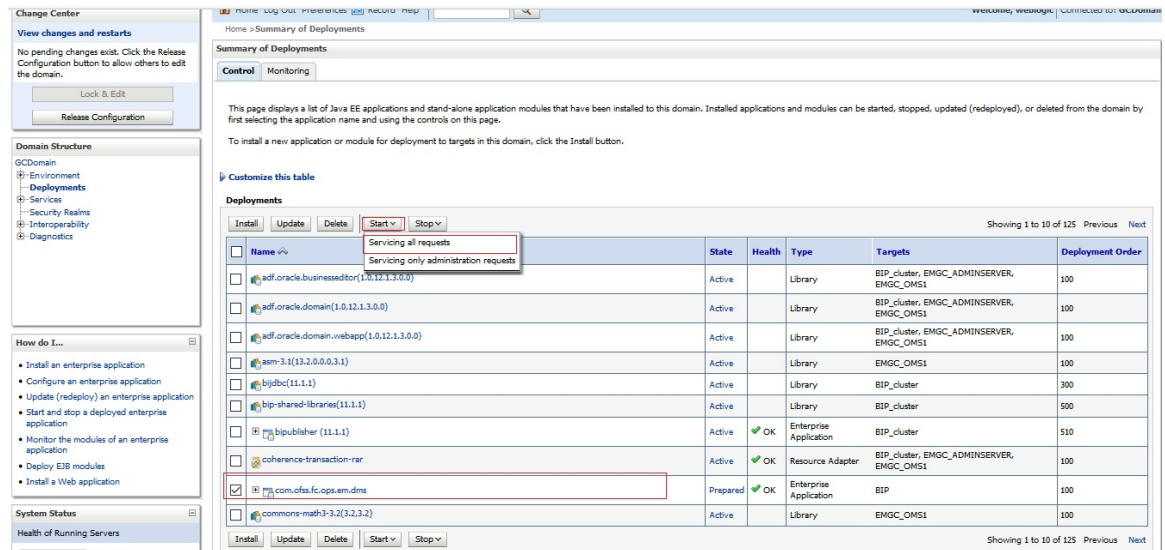 Change Center
View changes and restarts
No pending changes exist. Click the Release
Configuration button to allow others to edit
the domain.
Lock & Edit
Release Configuration
Domain Structure
GCDomain
Environment
Deployments
Services
Security Realms
Interoperability
Diagnostics
How do I...
Install an enterprise application
Configure an enterprise application
Update (redeploy) an enterprise application
Start and stop a deployed enterprise
application
Monitor the modules of an enterprise
application
Deploy EJB modules
Install a Web application
System Status
Health of Running Servers
Home Log Out Preferences Record Help
Welcome, weblogic Connected to: GCDomain
Home >Summary of Deployments
Summary of Deployments
Control Monitoring
This page displays a list of Java EE applications and stand-alone application modules that have been installed to this domain. Installed applications and modules can be started, stopped, updated (redeployed), or deleted from the domain by
first selecting the application name and using the controls on this page.
To install a new application or module for deployment to targets in this domain, click the Install button.
Customize this table
Deployments
Install Update Delete Start Stop Showing 1 to 10 of 125 Previous Next
Servicing all requests
Servicing only administration requests
Name State Health Type Targets Deployment Order
adf.oracle.businesseditor(1.0,12.1.3.0.0) Active Library BIP_cluster, EMGC_ADMINSERVER, EMGC_OMS1 100
adf.oracle.domain(1.0,12.1.3.0.0) Active Library BIP_cluster, EMGC_ADMINSERVER, EMGC_OMS1 100
adf.oracle.domain.webapp(1.0,12.1.3.0.0) Active Library BIP_cluster, EMGC_ADMINSERVER, EMGC_OMS1 100
asm-3.1(13.2.0.0.0,3.1) Active Library EMGC_OMS1 100
bijdbc(11.1.1) Active Library BIP_cluster 300
bip-shared-libraries(11.1.1) Active Library BIP_cluster 500
bipublisher (11.1.1) Active OK Enterprise Application BIP_cluster 510
coherence-transaction-rar Active OK Resource Adapter BIP_cluster, EMGC_ADMINSERVER, EMGC_OMS1 100
com.ofss.fc.ops.em.dms Prepared OK Enterprise Application BIP 100
commons-math3-3.2(3.2,3.2) Active Library EMGC_OMS1 100
Install Update Delete Start Stop Showing 1 to 10 of 125 Previous Next